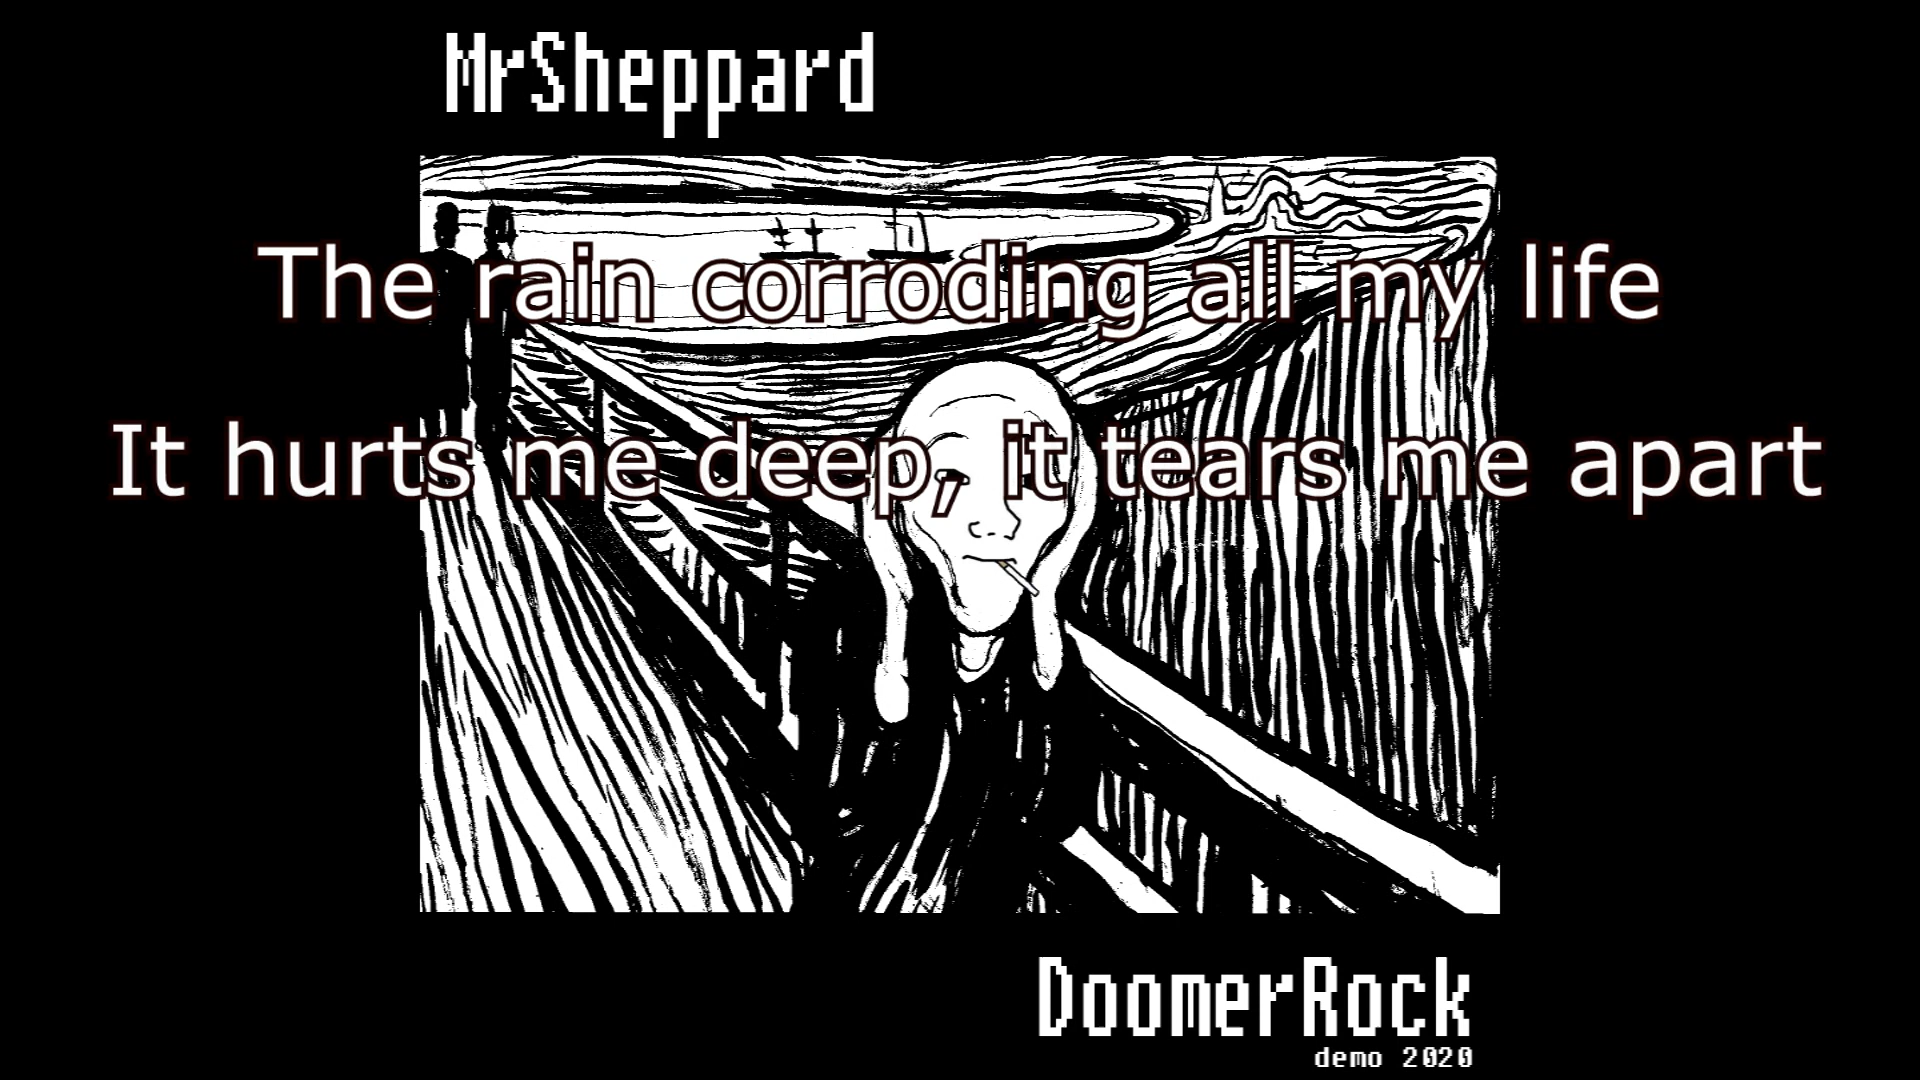 MrSheppard
The rain corroding all my life
It hurts me deep, it tears me apart
DoomerRock
demo 2020